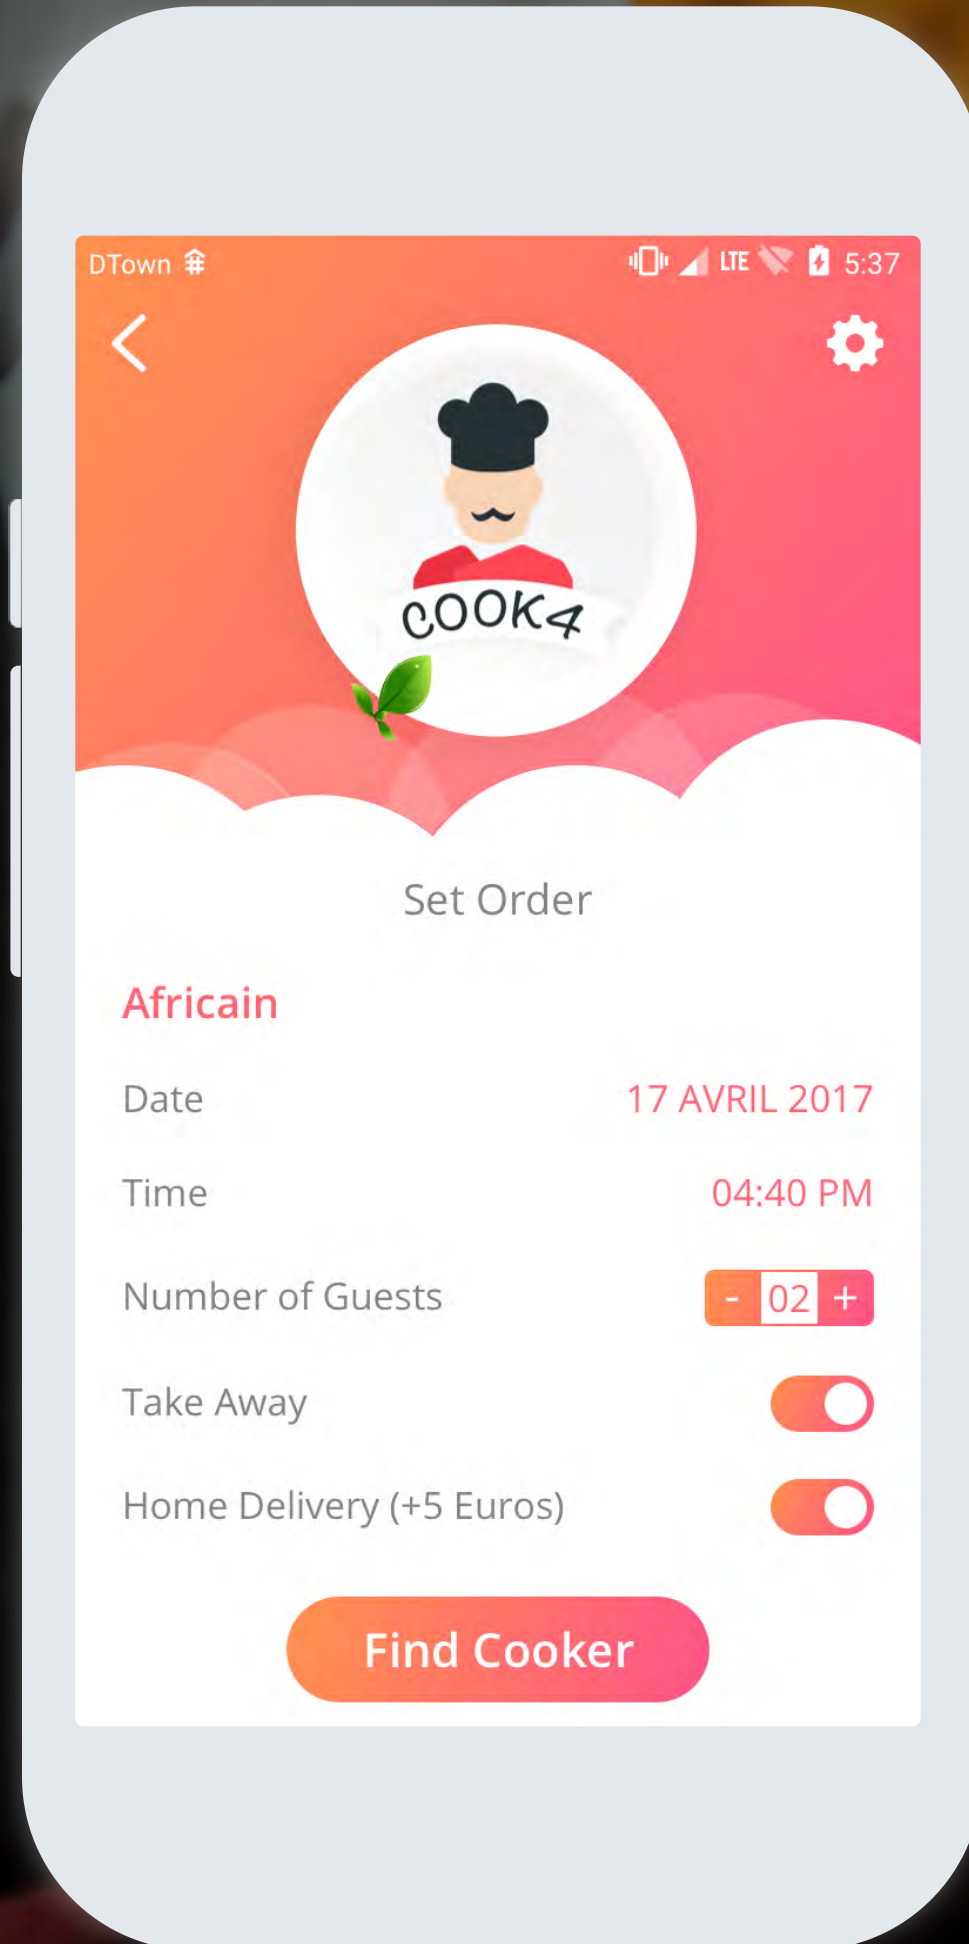 DTown LTE 5:37
COOK4
Set Order
Africain
Date 17 AVRIL 2017
Time 04:40 PM
Number of Guests - 02 +
Take Away
Home Delivery (+5 Euros)
Find Cooker